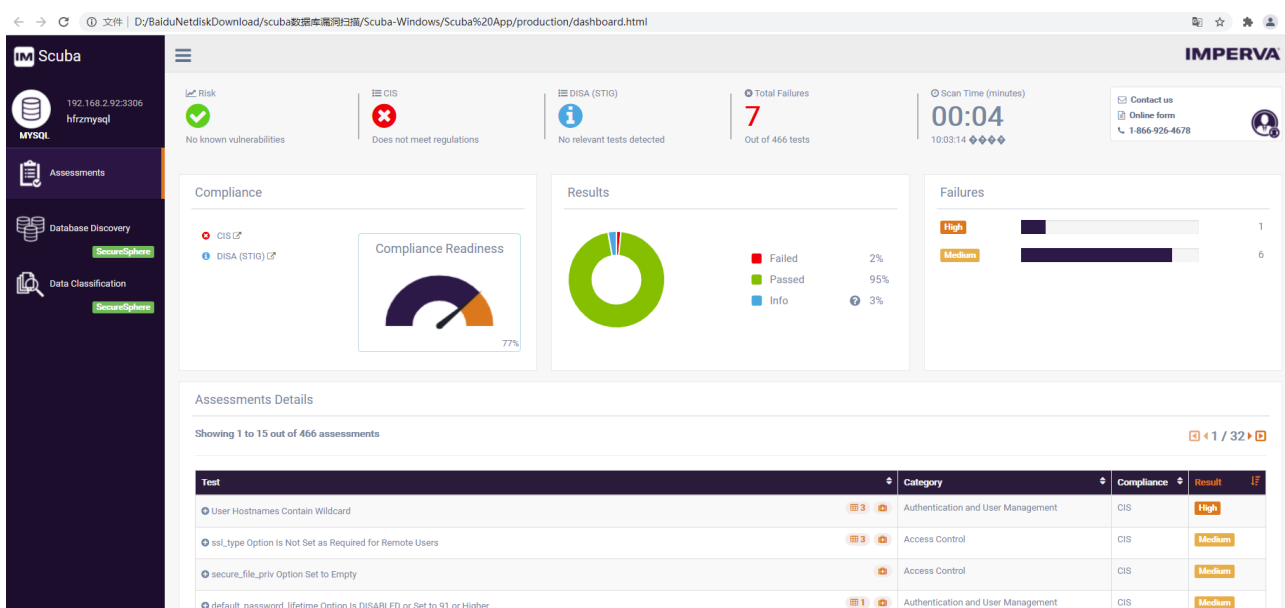 文件 D:/BaiduNetdiskDownload/scuba数据库漏洞扫描/Scuba-Windows/Scuba%20App/production/dashboard.html
IM Scuba
IMPERVA
192.168.2.92:3306
hfrzmysql
MYSQL
Assessments
Database Discovery
SecureSphere
Data Classification
SecureSphere
Risk
No known vulnerabilities
CIS
Does not meet regulations
DISA (STIG)
No relevant tests detected
Total Failures
7
Out of 466 tests
Scan Time (minutes)
00:04
10:03:14 ����
Contact us
Online form
1-866-926-4678
Compliance
CIS
DISA (STIG)
Compliance Readiness
77%
Results
Failed 2%
Passed 95%
Info 3%
Failures
High 1
Medium 6
Assessments Details
Showing 1 to 15 out of 466 assessments
1 / 32
Test Category Compliance Result
User Hostnames Contain Wildcard 3 Authentication and User Management CIS High
ssl_type Option Is Not Set as Required for Remote Users 3 Access Control CIS Medium
secure_file_priv Option Set to Empty Access Control CIS Medium
default_password_lifetime Option Is DISABLED or Set to 91 or Higher 1 Authentication and User Management CIS Medium